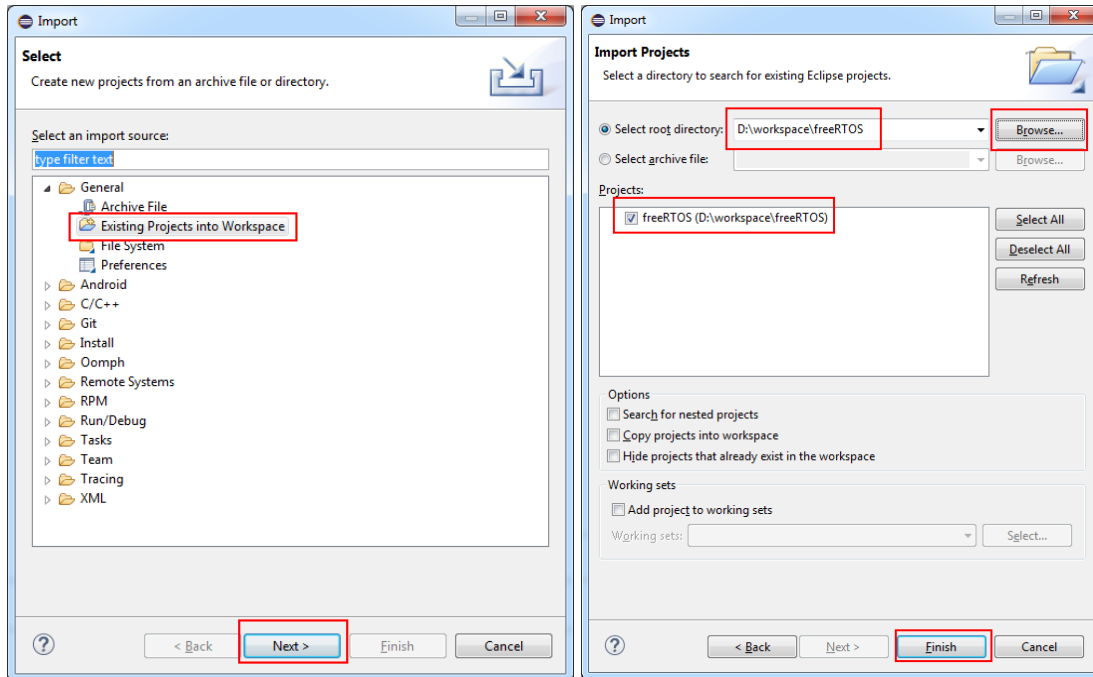 Import
Select
Create new projects from an archive file or directory.
Select an import source:
type filter text
General
Archive File
Existing Projects into Workspace
File System
Preferences
Android
C/C++
Git
Install
Oomph
Remote Systems
RPM
Run/Debug
Tasks
Team
Tracing
XML
< Back Next > Finish Cancel
Import
Import Projects
Select a directory to search for existing Eclipse projects.
Select root directory: D:\workspace\freeRTOS Browse...
Select archive file: Browse...
Projects:
freeRTOS (D:\workspace\freeRTOS)
Select All
Deselect All
Refresh
Options
Search for nested projects
Copy projects into workspace
Hide projects that already exist in the workspace
Working sets
Add project to working sets
Working sets: Select...
< Back Next > Finish Cancel